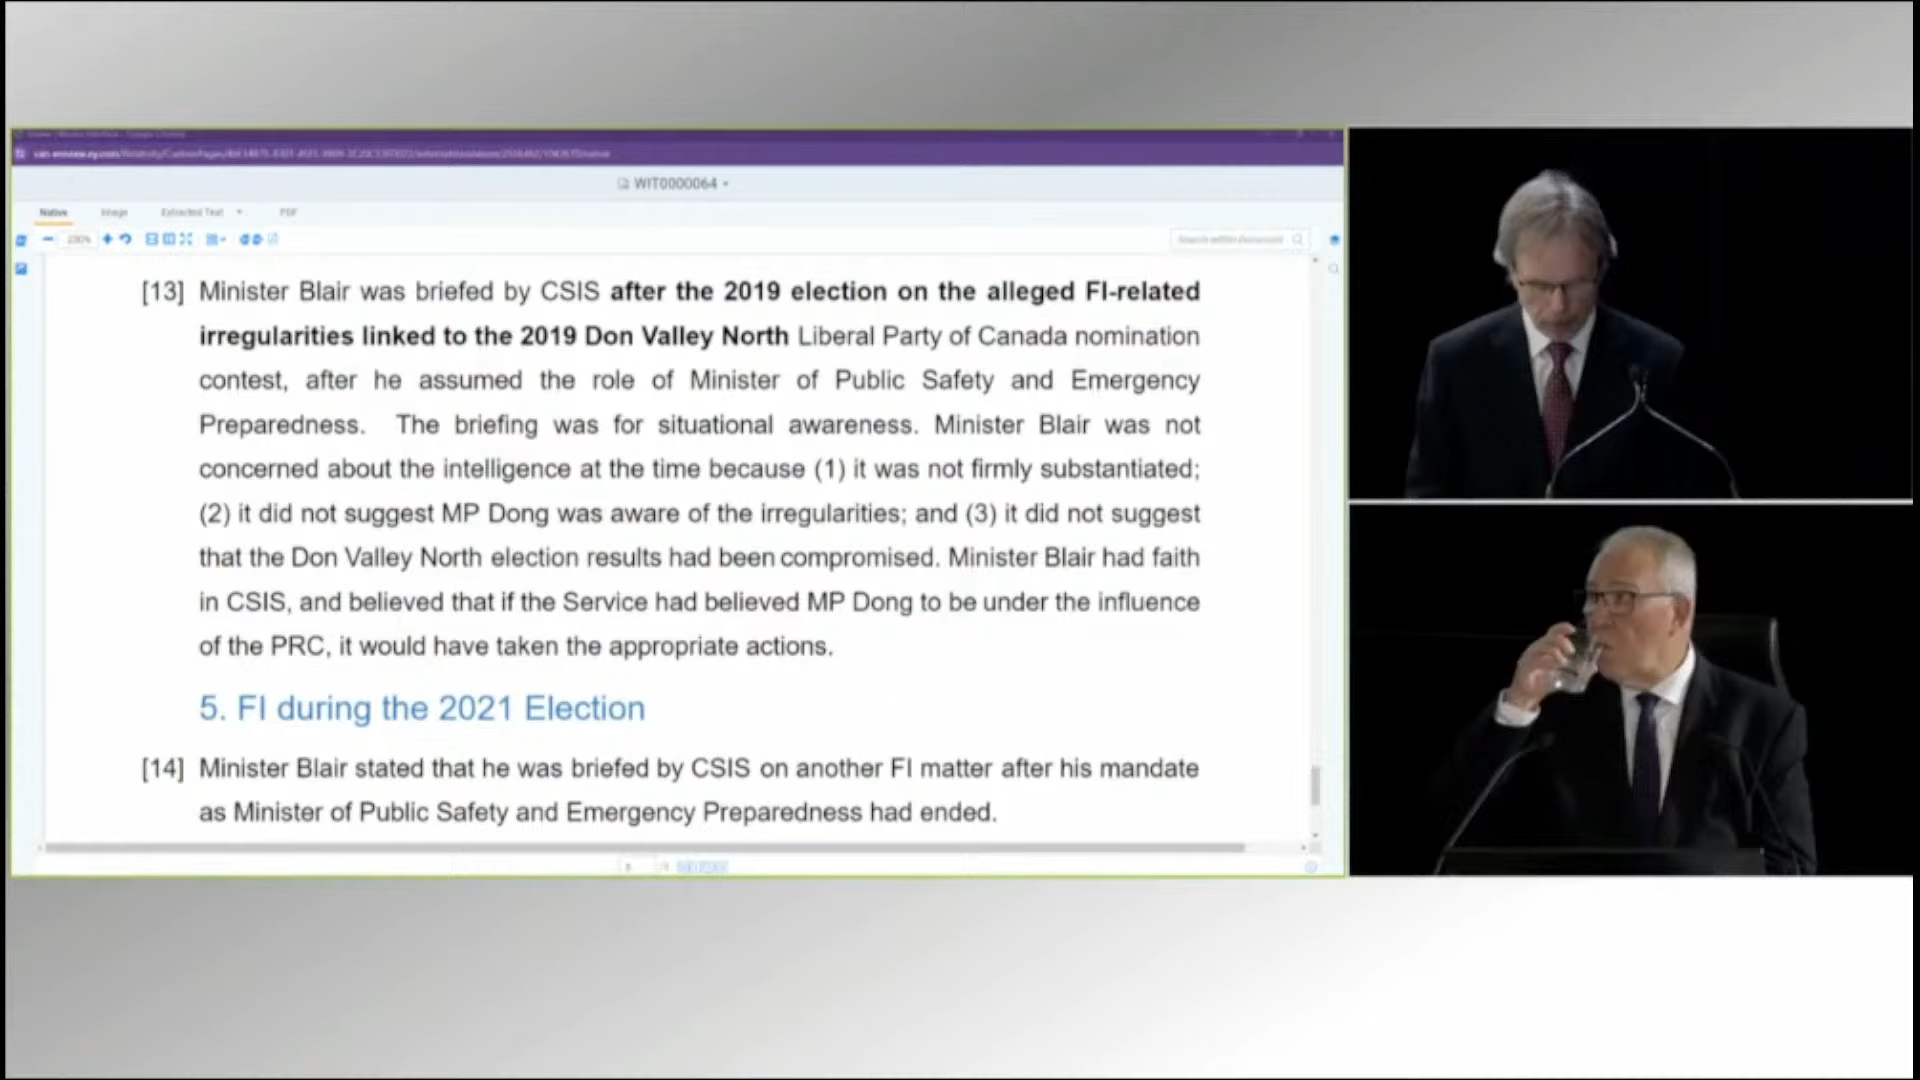 WIT0000064
Native Image Extracted Text PDF
Search within document
[13] Minister Blair was briefed by CSIS after the 2019 election on the alleged FI-related
irregularities linked to the 2019 Don Valley North Liberal Party of Canada nomination
contest, after he assumed the role of Minister of Public Safety and Emergency
Preparedness. The briefing was for situational awareness. Minister Blair was not
concerned about the intelligence at the time because (1) it was not firmly substantiated;
(2) it did not suggest MP Dong was aware of the irregularities; and (3) it did not suggest
that the Don Valley North election results had been compromised. Minister Blair had faith
in CSIS, and believed that if the Service had believed MP Dong to be under the influence
of the PRC, it would have taken the appropriate actions.
5. FI during the 2021 Election
[14] Minister Blair stated that he was briefed by CSIS on another FI matter after his mandate
as Minister of Public Safety and Emergency Preparedness had ended.